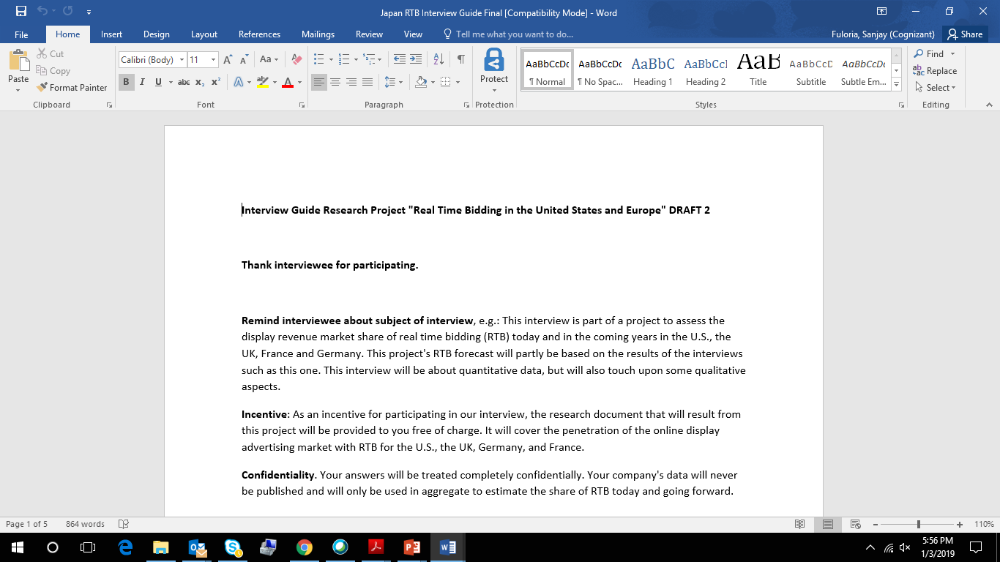 Japan RTB Interview Guide Final [Compatibility Mode] - Word
File Home Insert Design Layout References Mailings Review View Tell me what you want to do... Fuloria, Sanjay (Cognizant) Share
Paste
Cut
Copy
Format Painter
Clipboard
Calibri (Body) 11
Font
Paragraph
Protect
Protection
AaBbCcDc AaBbCcDc AaBbC AaBbCcI AaB AaBbCcD AaBbCcDc
¶ Normal ¶ No Spac... Heading 1 Heading 2 Title Subtitle Subtle Em...
Styles
Find
Replace
Select
Editing
Interview Guide Research Project "Real Time Bidding in the United States and Europe" DRAFT 2
Thank interviewee for participating.
Remind interviewee about subject of interview, e.g.: This interview is part of a project to assess the
display revenue market share of real time bidding (RTB) today and in the coming years in the U.S., the
UK, France and Germany. This project's RTB forecast will partly be based on the results of the interviews
such as this one. This interview will be about quantitative data, but will also touch upon some qualitative
aspects.
Incentive: As an incentive for participating in our interview, the research document that will result from
this project will be provided to you free of charge. It will cover the penetration of the online display
advertising market with RTB for the U.S., the UK, Germany, and France.
Confidentiality. Your answers will be treated completely confidentially. Your company's data will never
be published and will only be used in aggregate to estimate the share of RTB today and going forward.
Page 1 of 5 864 words 110%
5:56 PM
1/3/2019